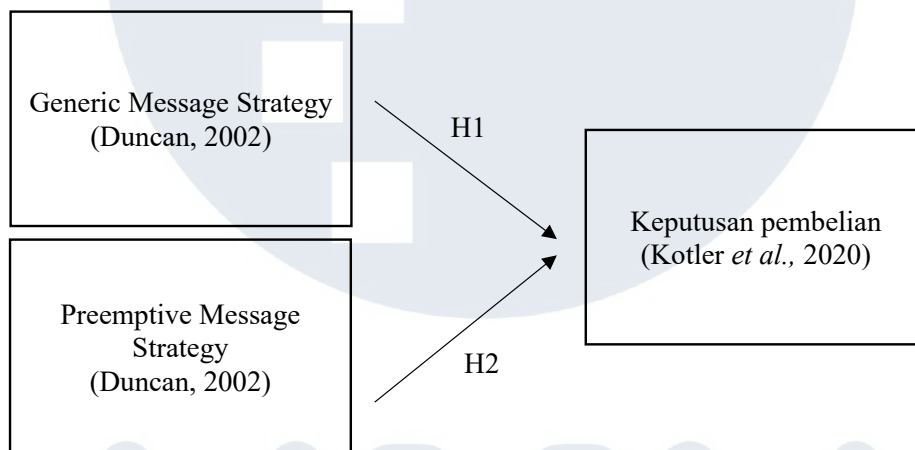 Generic Message Strategy
(Duncan, 2002)
H1
Keputusan pembelian
(Kotler et al., 2020)
Preemptive Message
Strategy
(Duncan, 2002)
H2